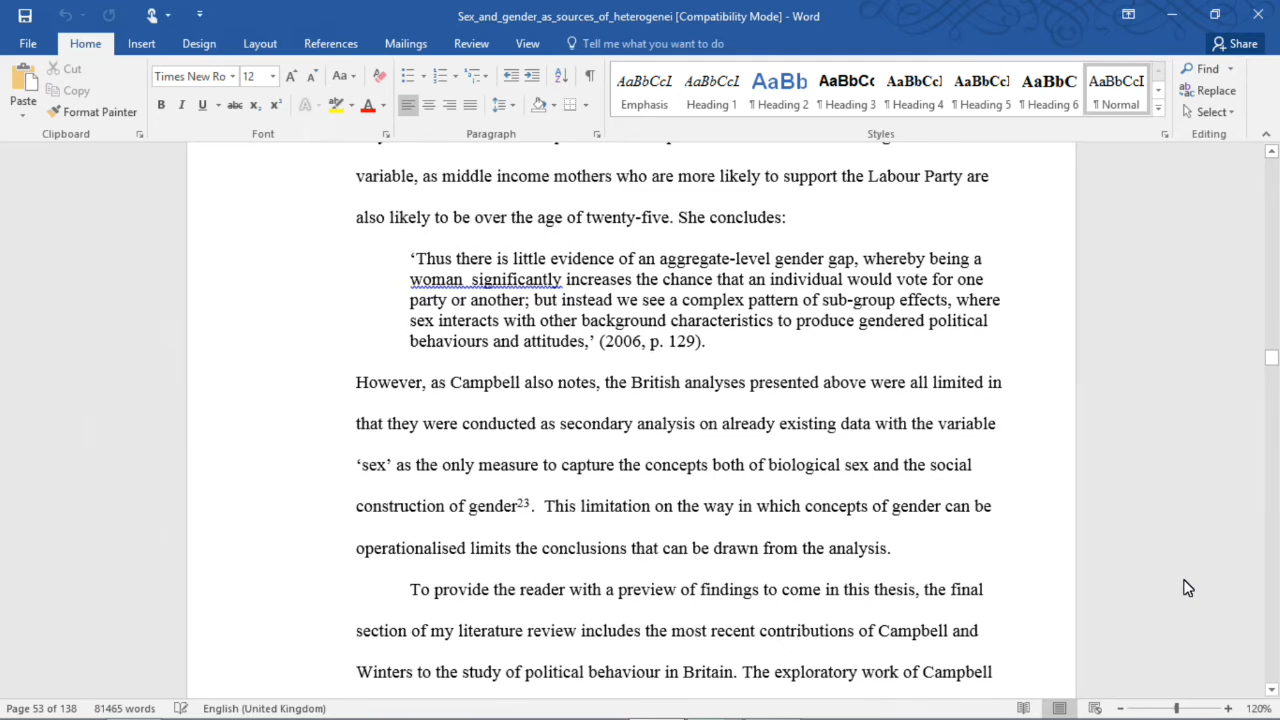 Sex_and_gender_as_sources_of_heterogenei [Compatibility Mode] - Word
File Home Insert Design Layout References Mailings Review View Tell me what you want to do Share
Paste
Cut
Copy
Format Painter
Clipboard
Times New Ro 12
Font
Paragraph
AaBbCcI AaBbCcI AaBb AaBbCc AaBbCcI AaBbCcI AaBbC AaBbCcI
Emphasis Heading 1 ¶ Heading 2 ¶ Heading 3 ¶ Heading 4 ¶ Heading 5 ¶ Heading 6 ¶ Normal
Styles
Find
Replace
Select
Editing
variable, as middle income mothers who are more likely to support the Labour Party are
also likely to be over the age of twenty-five. She concludes:
‘Thus there is little evidence of an aggregate-level gender gap, whereby being a
woman significantly increases the chance that an individual would vote for one
party or another; but instead we see a complex pattern of sub-group effects, where
sex interacts with other background characteristics to produce gendered political
behaviours and attitudes,’ (2006, p. 129).
However, as Campbell also notes, the British analyses presented above were all limited in
that they were conducted as secondary analysis on already existing data with the variable
‘sex’ as the only measure to capture the concepts both of biological sex and the social
construction of gender23. This limitation on the way in which concepts of gender can be
operationalised limits the conclusions that can be drawn from the analysis.
To provide the reader with a preview of findings to come in this thesis, the final
section of my literature review includes the most recent contributions of Campbell and
Winters to the study of political behaviour in Britain. The exploratory work of Campbell
Page 53 of 138 81465 words English (United Kingdom) 120%